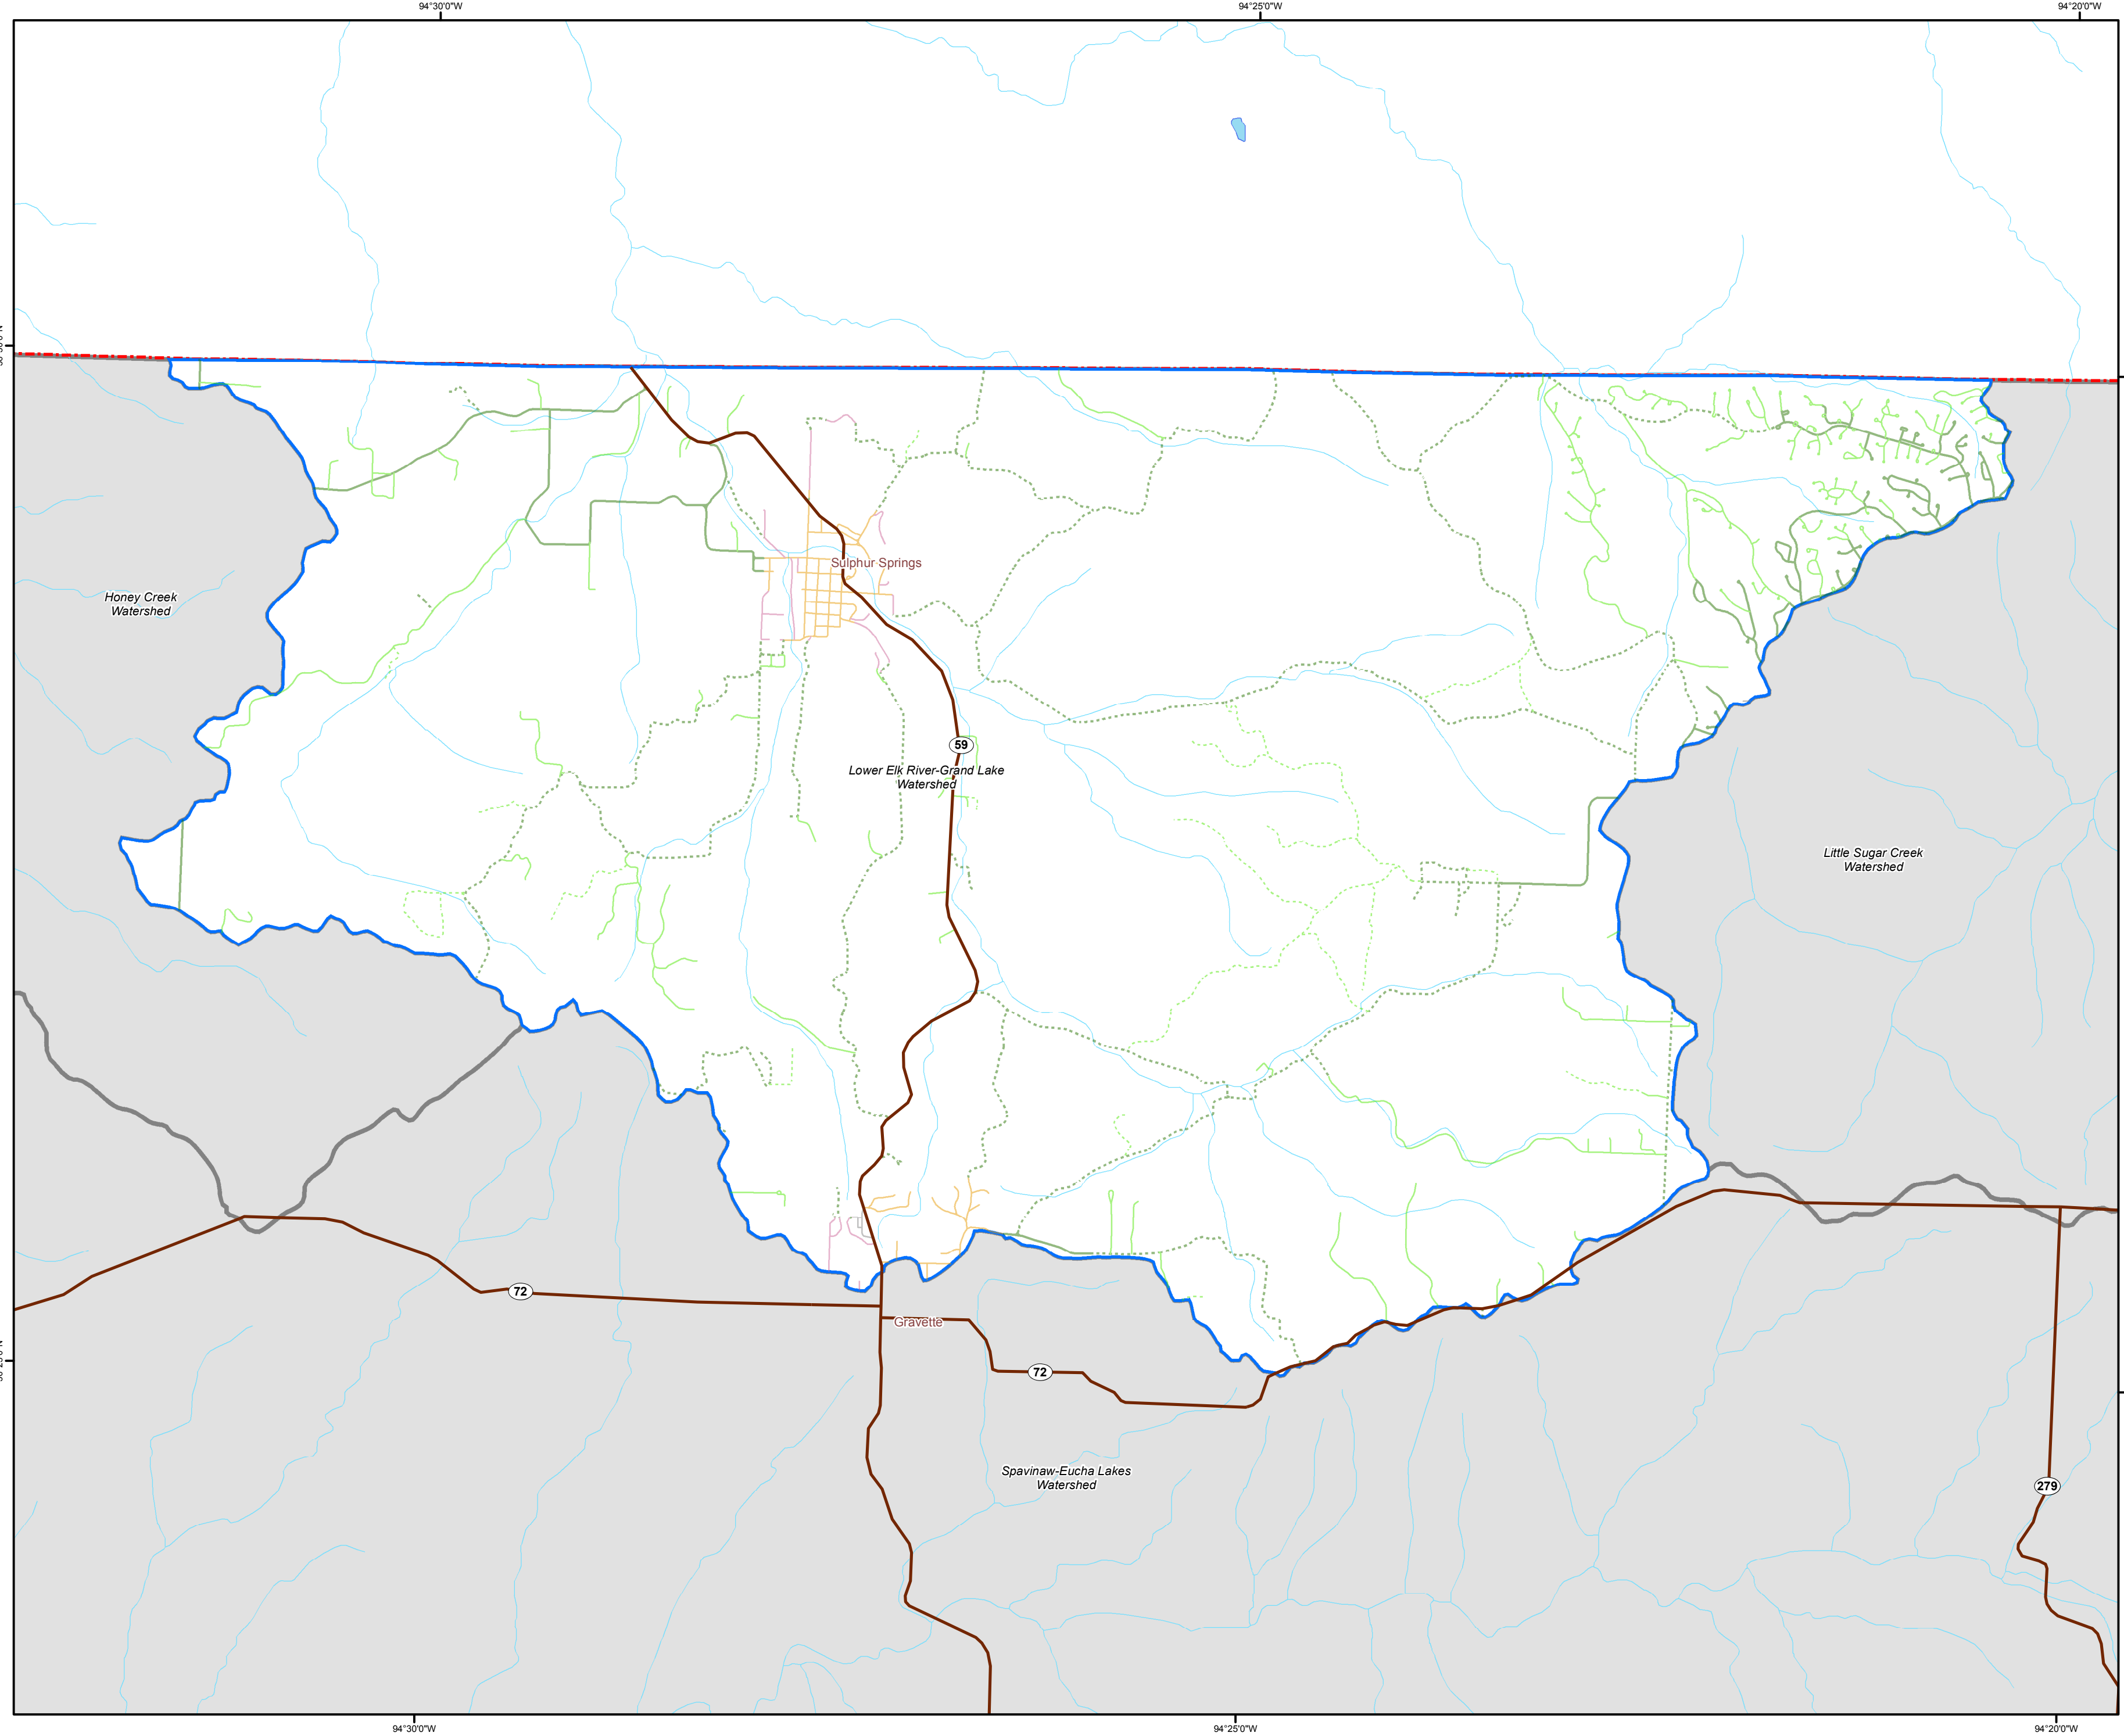 94°30'0"W
94°25'0"W
94°20'0"W
Sulphur Springs
Honey Creek
Watershed
59
Lower Elk River-Grand Lake
Watershed
Little Sugar Creek
Watershed
72
Gravette
72
Spavinaw-Eucha Lakes
Watershed
279
94°30'0"W
94°25'0"W
94°20'0"W